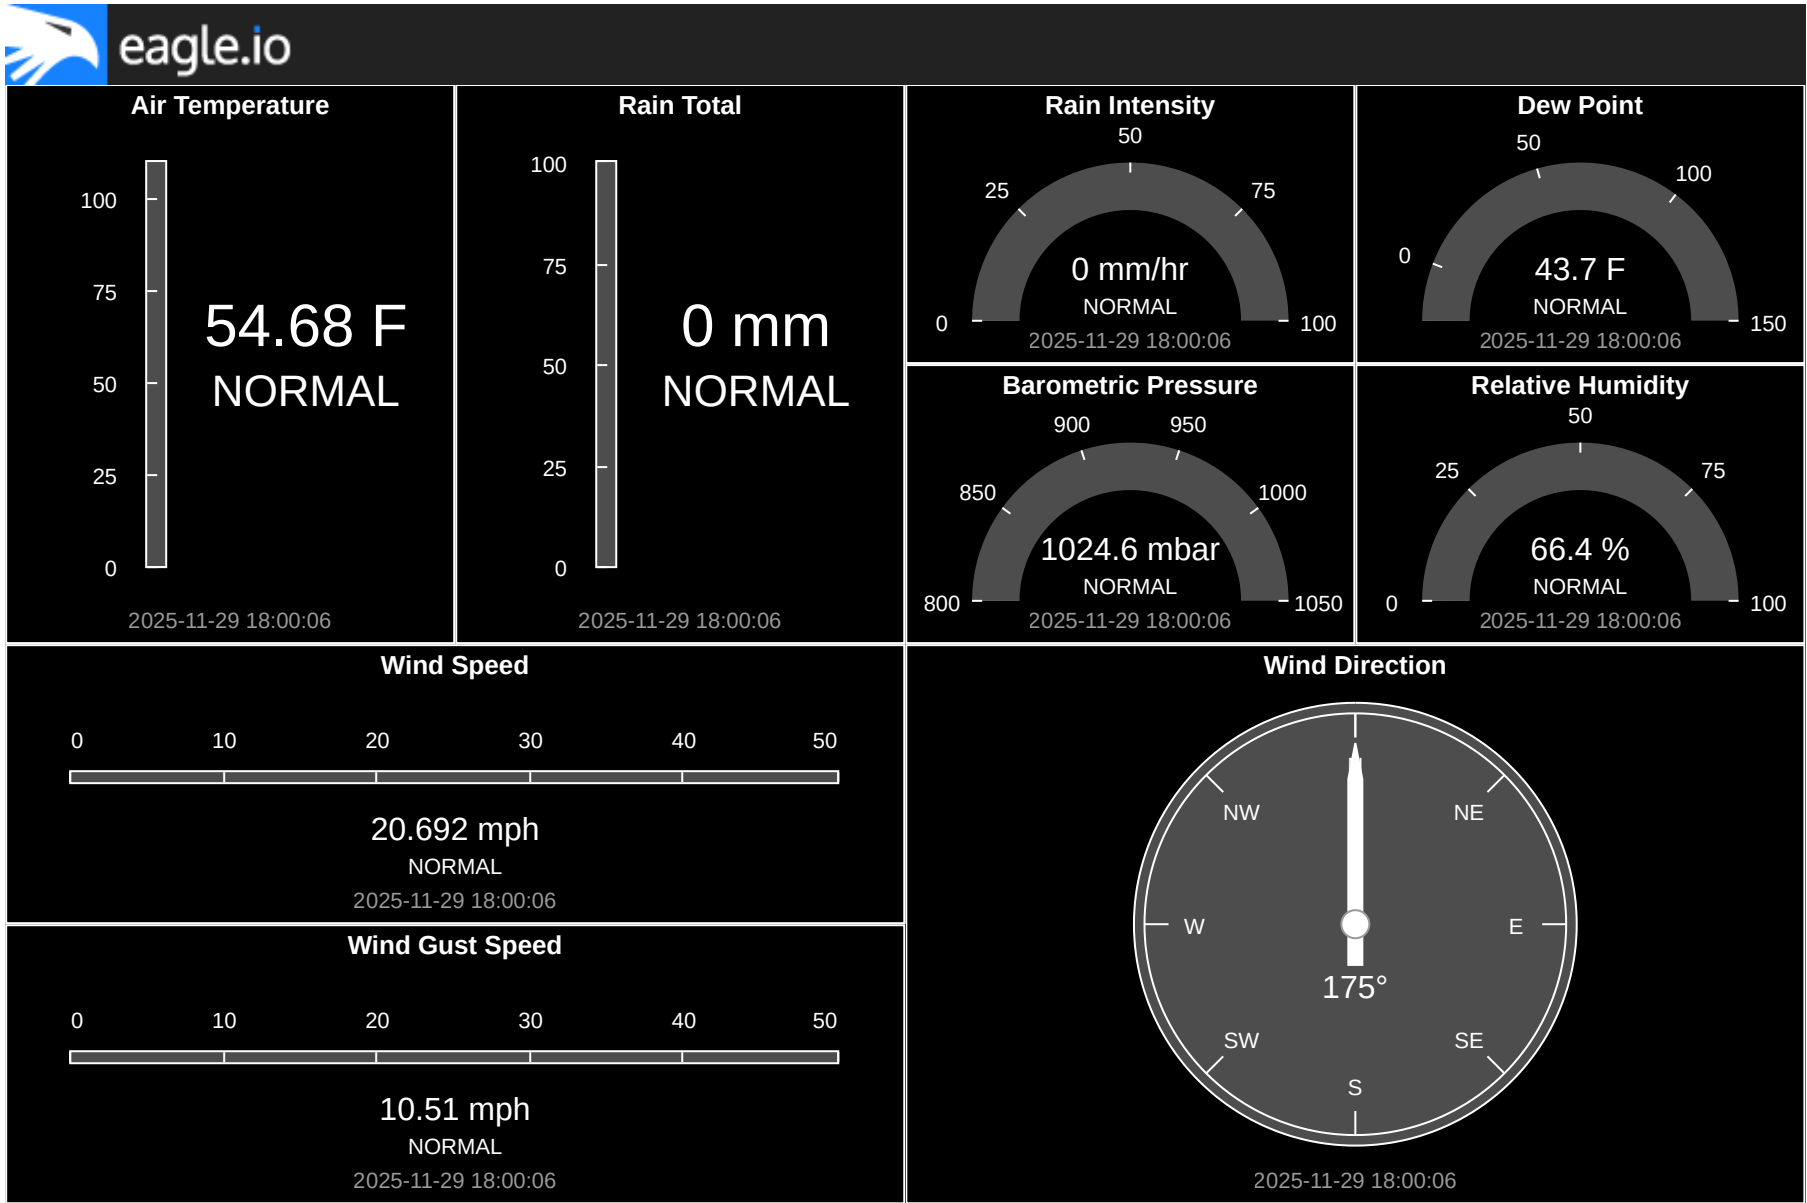 eagle.io
Air Temperature
100
75
50
25
0
54.68 F
NORMAL
2025-11-29 18:00:06
Rain Total
100
75
50
25
0
0 mm
NORMAL
2025-11-29 18:00:06
Rain Intensity
0
25
50
75
100
0 mm/hr
NORMAL
2025-11-29 18:00:06
Dew Point
0
50
100
150
43.7 F
NORMAL
2025-11-29 18:00:06
Barometric Pressure
800
850
900
950
1000
1050
1024.6 mbar
NORMAL
2025-11-29 18:00:06
Relative Humidity
0
25
50
75
100
66.4 %
NORMAL
2025-11-29 18:00:06
Wind Speed
0 10 20 30 40 50
20.692 mph
NORMAL
2025-11-29 18:00:06
Wind Gust Speed
0 10 20 30 40 50
10.51 mph
NORMAL
2025-11-29 18:00:06
Wind Direction
NW NE
W E
175°
SW SE
S
2025-11-29 18:00:06